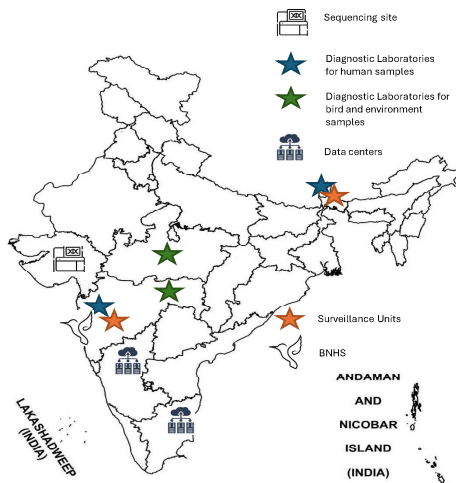 Sequencing site
Diagnostic Laboratories
for human samples
Diagnostic Laboratories for
bird and environment
samples
Data centers
Surveillance Units
BNHS
ANDAMAN
AND
NICOBAR
ISLAND
(INDIA)
LAKASHADWEEP
(INDIA)